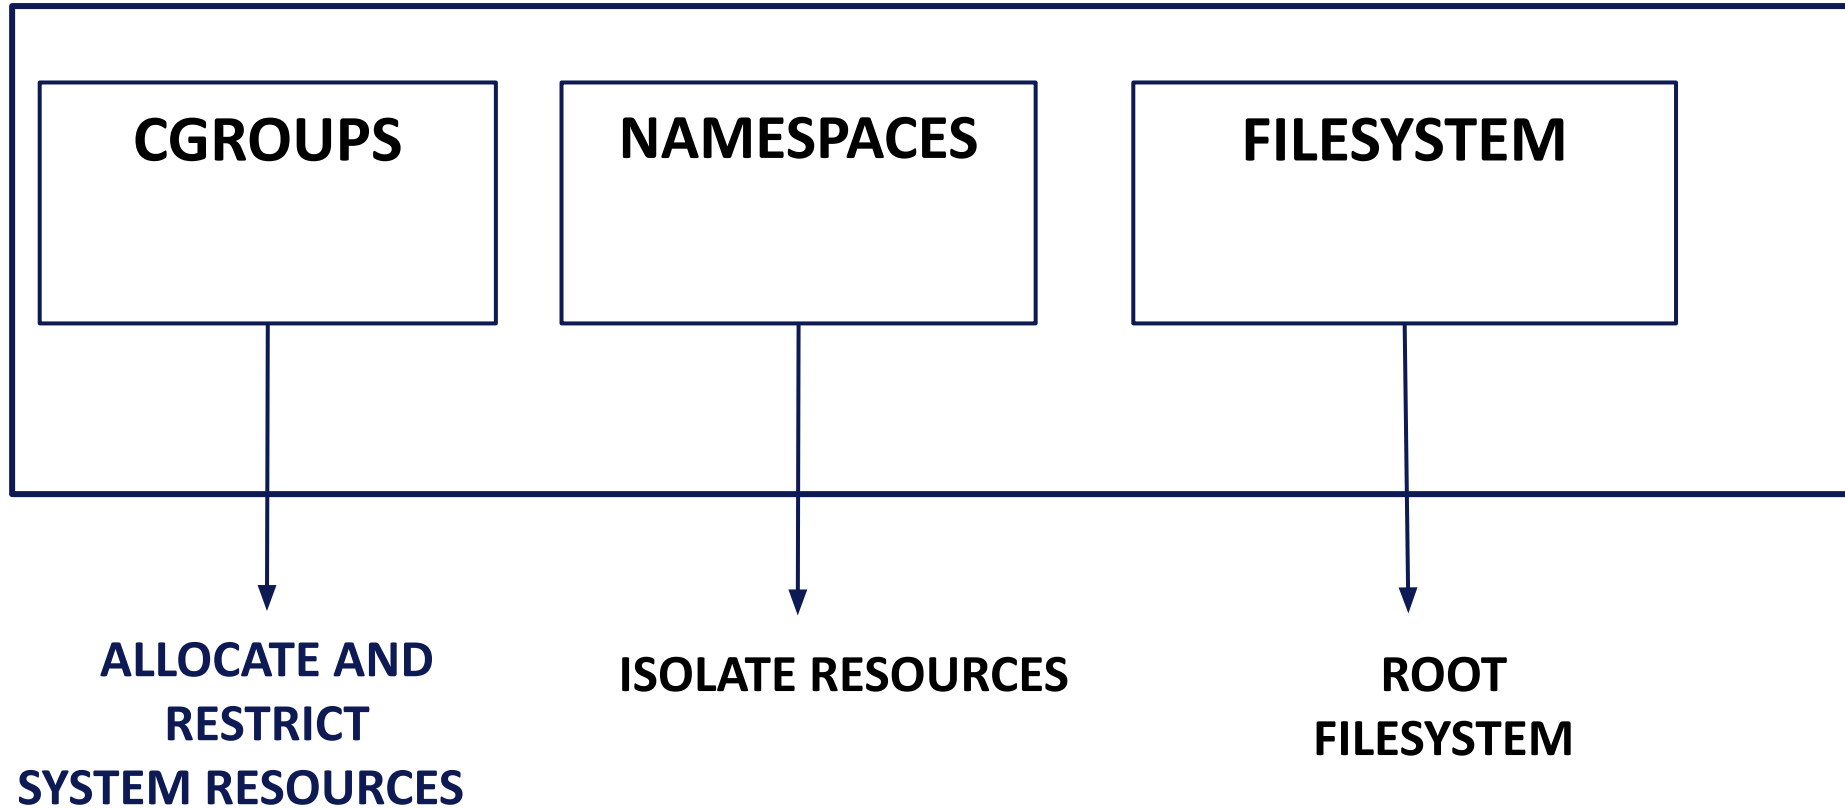 CGROUPS
NAMESPACES
FILESYSTEM
ALLOCATE AND
RESTRICT
SYSTEM RESOURCES
ISOLATE RESOURCES
ROOT
FILESYSTEM